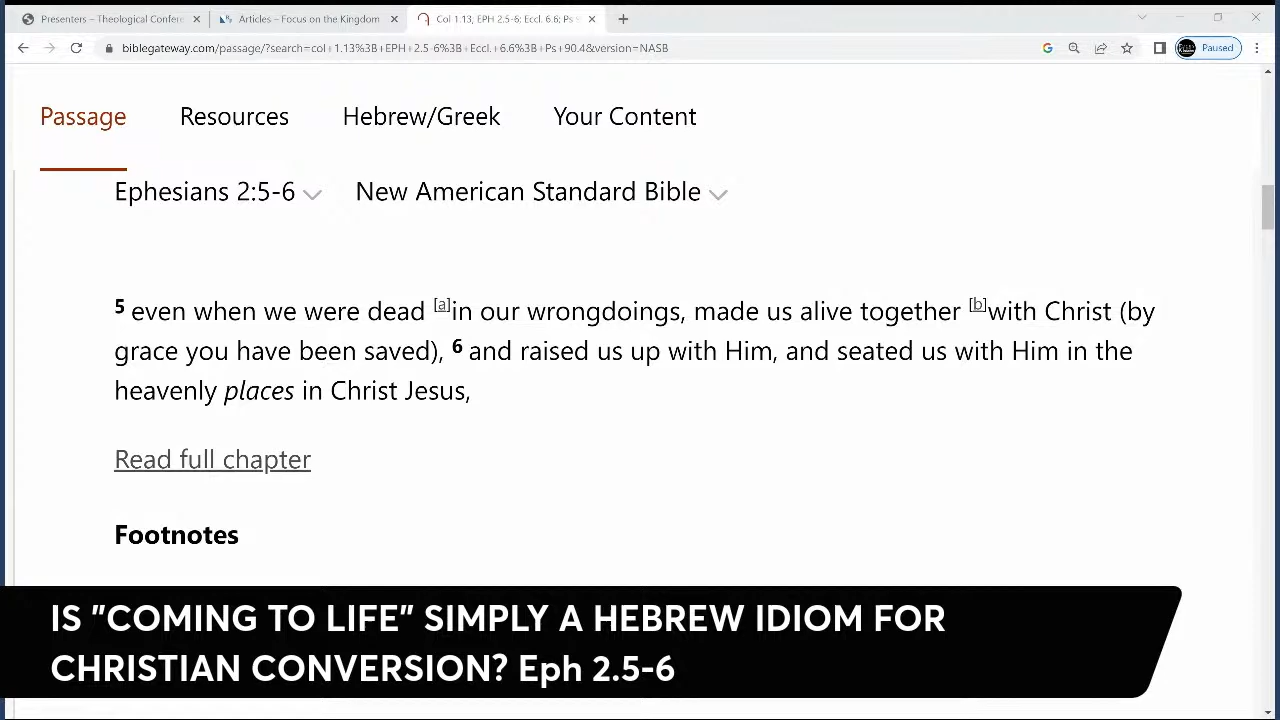 Presenters – Theological Confere
Articles – Focus on the Kingdom
Col 1.13; EPH 2.5-6; Eccl. 6.6; Ps 9
biblegateway.com/passage/?search=col+1.13%3B+EPH+2.5-6%3B+Eccl.+6.6%3B+Ps+90.4&version=NASB
Paused
Passage Resources Hebrew/Greek Your Content
Ephesians 2:5-6 New American Standard Bible
5 even when we were dead [a]in our wrongdoings, made us alive together [b]with Christ (by
grace you have been saved), 6 and raised us up with Him, and seated us with Him in the
heavenly places in Christ Jesus,
Read full chapter
Footnotes
IS "COMING TO LIFE" SIMPLY A HEBREW IDIOM FOR
CHRISTIAN CONVERSION? Eph 2.5-6